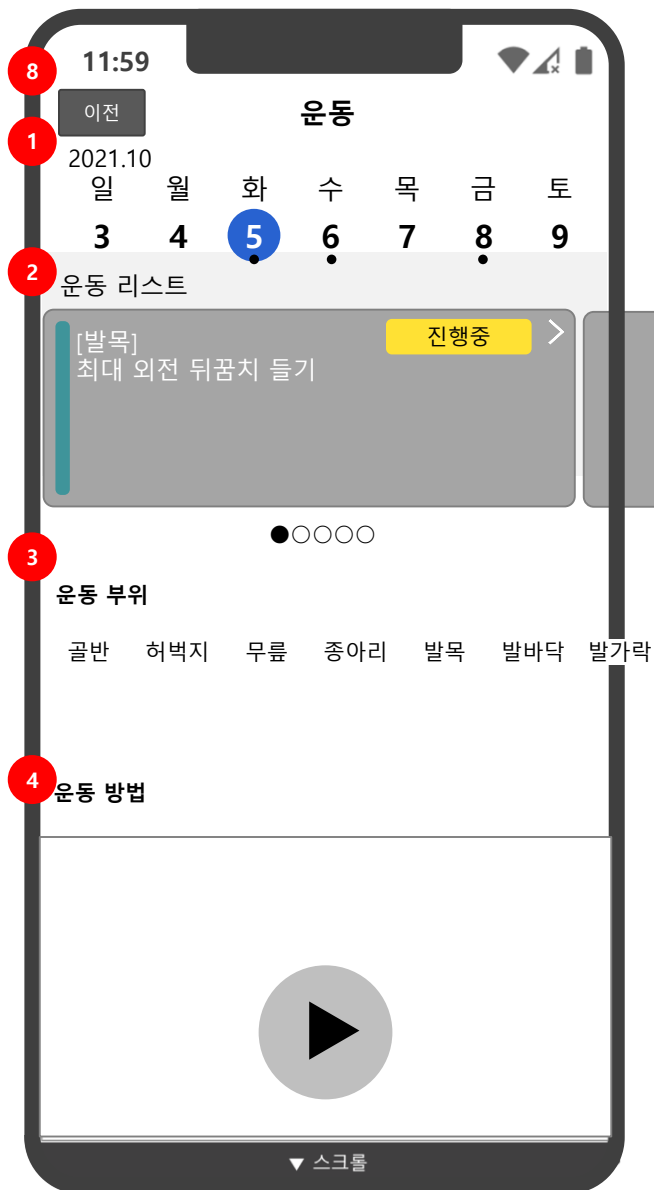 11:59
8
이전
운동
1
2021.10
일 월 화 수 목 금 토
3 4 5 6 7 8 9
2
운동 리스트
[발목]
최대 외전 뒤꿈치 들기
진행중
3
운동 부위
골반 허벅지 무릎 종아리 발목 발바닥 발가락
4
운동 방법
▼ 스크롤